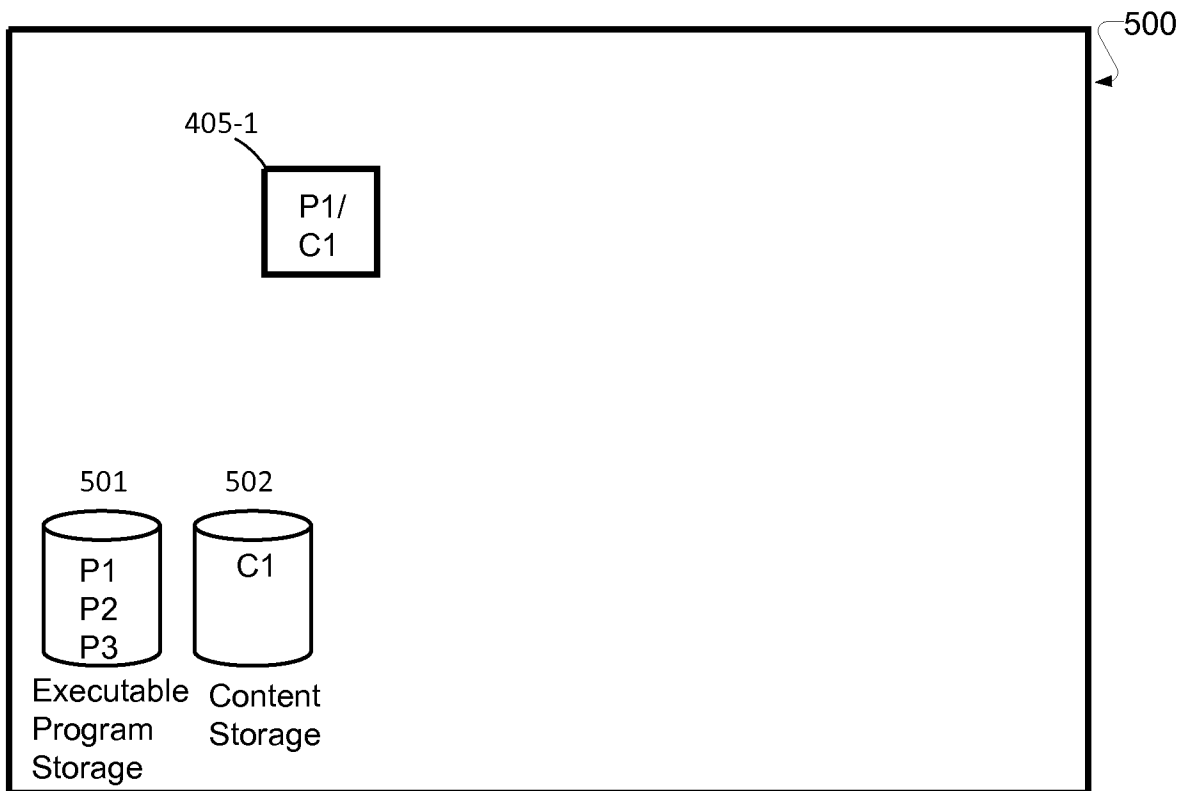 500
405-1
P1/
C1
501
502
P1
P2
P3
C1
Executable
Program
Storage
Content
Storage